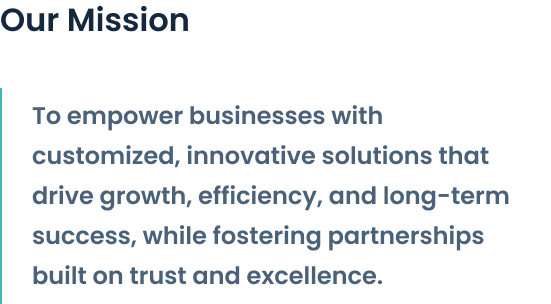 Our Mission
To empower businesses with
customized, innovative solutions that
drive growth, efficiency, and long-term
success, while fostering partnerships
built on trust and excellence.